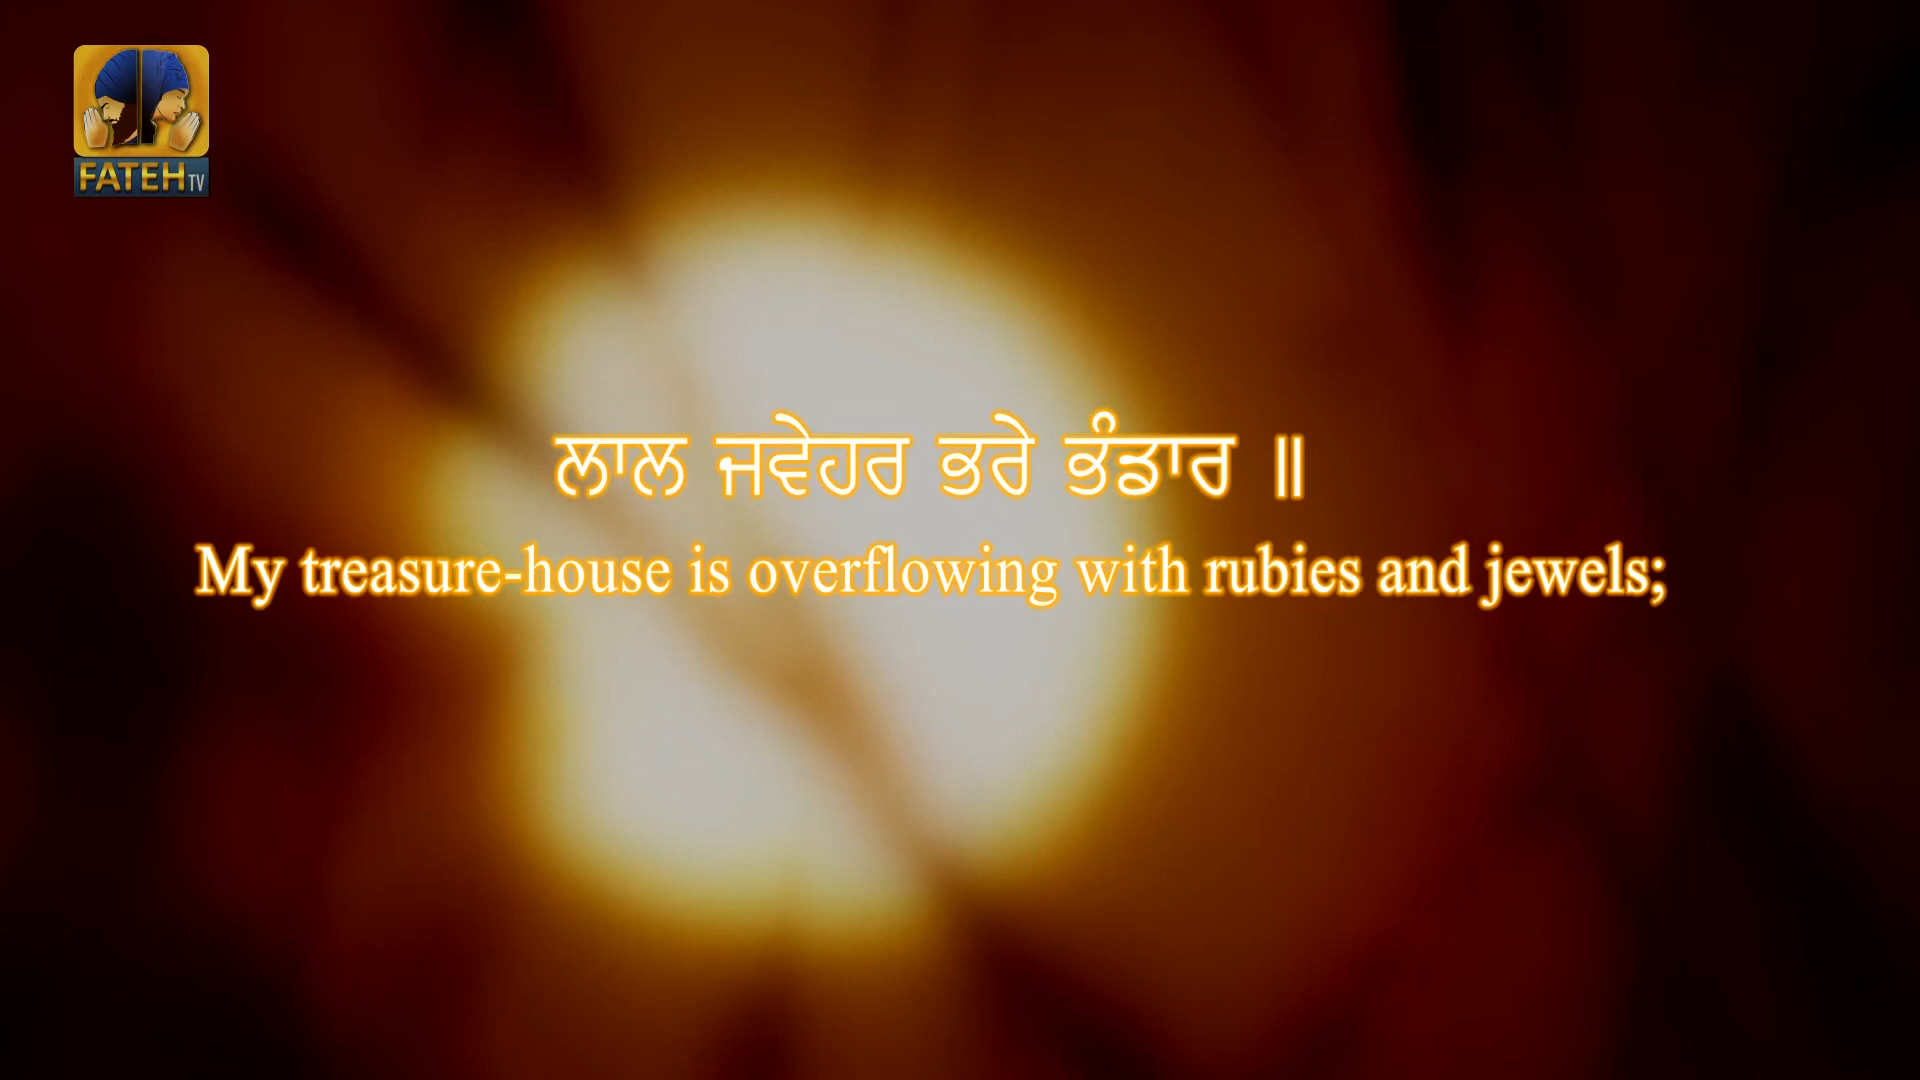 FATEH TV
ਲਾਲ ਜਵੇਹਰ ਭਰੇ ਭੰਡਾਰ ॥
My treasure-house is overflowing with rubies and jewels;